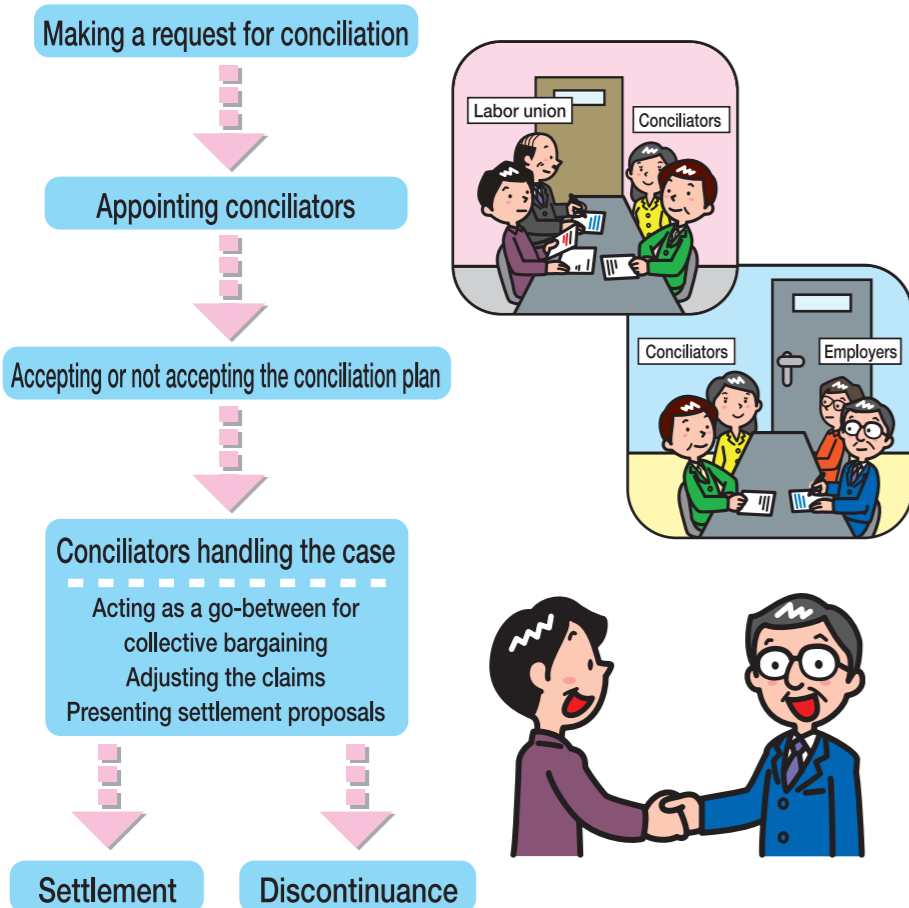 Making a request for conciliation
Labor union
Conciliators
Appointing conciliators
Conciliators
Employers
Accepting or not accepting the conciliation plan
Conciliators handling the case
Acting as a go-between for
collective bargaining
Adjusting the claims
Presenting settlement proposals
Settlement
Discontinuance